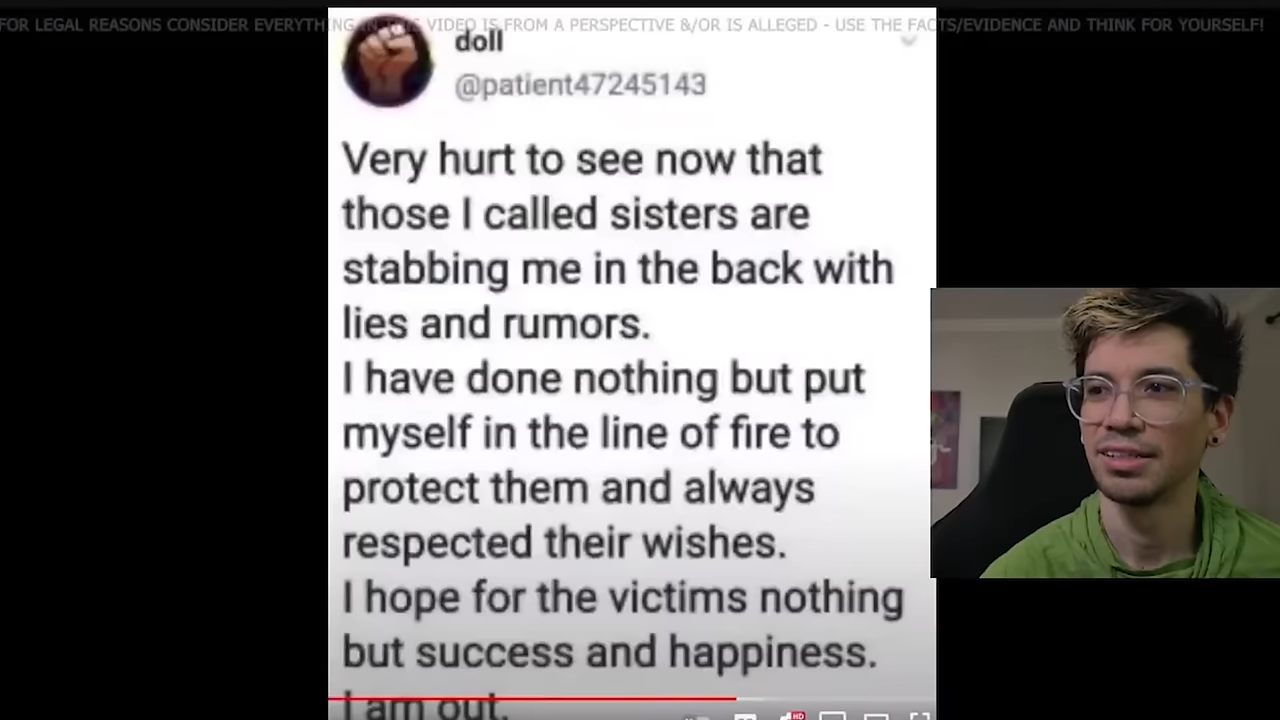 FOR LEGAL REASONS CONSIDER EVERYTHING IN THIS VIDEO IS FROM A PERSPECTIVE &/OR IS ALLEGED - USE THE FACTS/EVIDENCE AND THINK FOR YOURSELF!
doll
@patient47245143
Very hurt to see now that
those I called sisters are
stabbing me in the back with
lies and rumors.
I have done nothing but put
myself in the line of fire to
protect them and always
respected their wishes.
I hope for the victims nothing
but success and happiness.
I am out.
HD